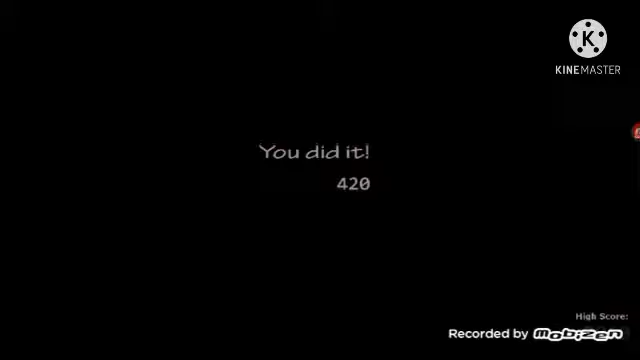 K
KINEMASTER
You did it!
420
High Score:
Recorded by mobizen